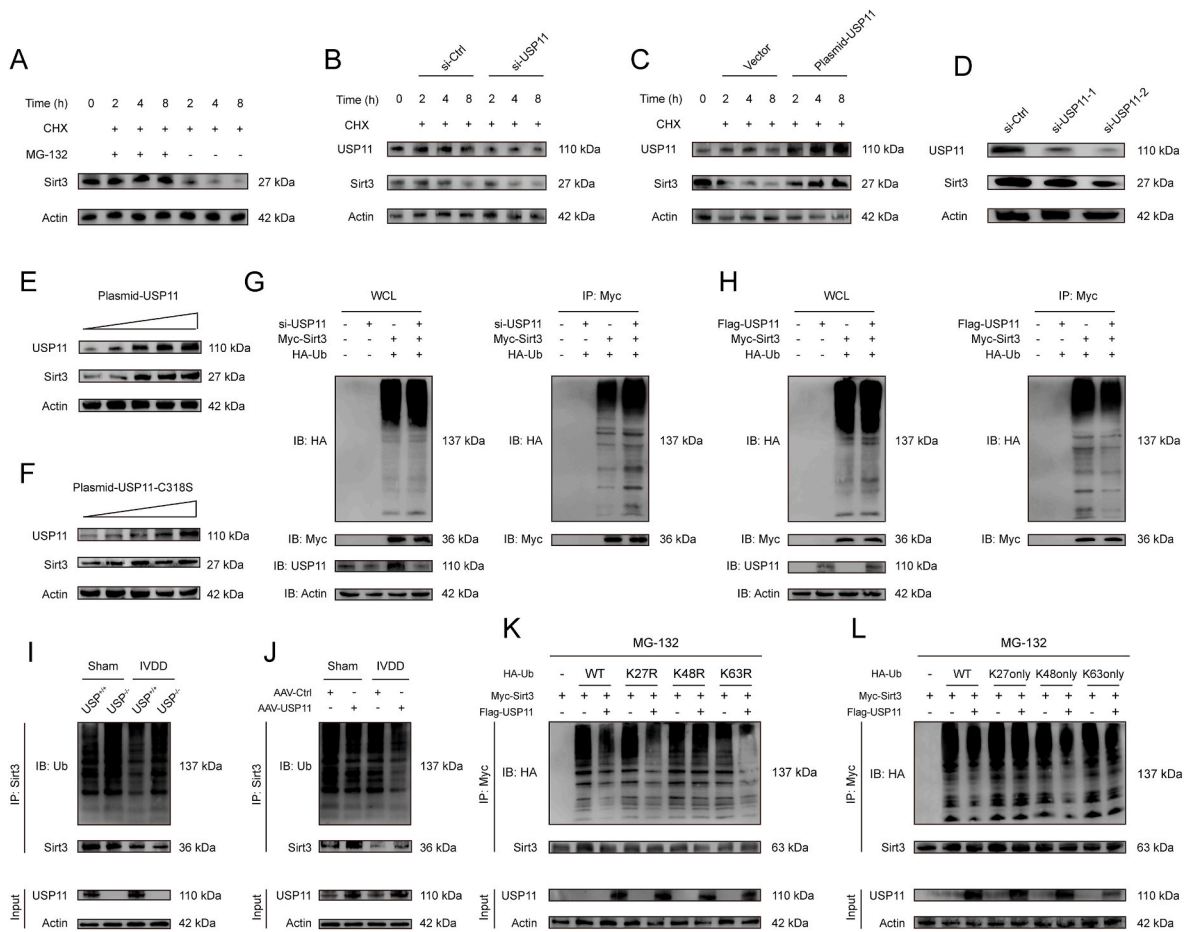 A
Time (h) 0 2 4 8 2 4 8
CHX + + + + + +
MG-132 + + + - - -
Sirt3 27 kDa
Actin 42 kDa
B
si-Ctrl si-USP11
Time (h) 0 2 4 8 2 4 8
CHX + + + + + +
USP11 110 kDa
Sirt3 27 kDa
Actin 42 kDa
C
Vector Plasmid-USP11
Time (h) 0 2 4 8 2 4 8
CHX + + + + + +
USP11 110 kDa
Sirt3 27 kDa
Actin 42 kDa
D
si-Ctrl si-USP11-1 si-USP11-2
USP11 110 kDa
Sirt3 27 kDa
Actin 42 kDa
E
Plasmid-USP11
USP11 110 kDa
Sirt3 27 kDa
Actin 42 kDa
F
Plasmid-USP11-C318S
USP11 110 kDa
Sirt3 27 kDa
Actin 42 kDa
G
WCL
si-USP11 - + - +
Myc-Sirt3 - - + +
HA-Ub - - + +
IB: HA 137 kDa
IB: Myc 36 kDa
IB: USP11 110 kDa
IB: Actin 42 kDa
IP: Myc
si-USP11 - + - +
Myc-Sirt3 - - + +
HA-Ub - + + +
IB: HA 137 kDa
IB: Myc 36 kDa
H
WCL
Flag-USP11 - + - +
Myc-Sirt3 - - + +
HA-Ub - - + +
IB: HA 137 kDa
IB: Myc 36 kDa
IB: USP11 110 kDa
IB: Actin 42 kDa
IP: Myc
Flag-USP11 - + - +
Myc-Sirt3 - - + +
HA-Ub - + + +
IB: HA 137 kDa
IB: Myc 36 kDa
I
Sham IVDD
USP+/+ USP-/- USP+/+ USP-/-
IP: Sirt3
IB: Ub 137 kDa
Sirt3 36 kDa
Input
USP11 110 kDa
Actin 42 kDa
J
Sham IVDD
AAV-Ctrl + - + -
AAV-USP11 - + - +
IP: Sirt3
IB: Ub 137 kDa
Sirt3 36 kDa
Input
USP11 110 kDa
Actin 42 kDa
K
MG-132
HA-Ub - WT K27R K48R K63R
Myc-Sirt3 + + + + + + + + +
Flag-USP11 - - + - + - + - +
IP: Myc
IB: HA 137 kDa
Sirt3 63 kDa
Input
USP11 110 kDa
Actin 42 kDa
L
MG-132
HA-Ub - WT K27only K48only K63only
Myc-Sirt3 + + + + + + + + +
Flag-USP11 - - + - + - + - +
IP: Myc
IB: HA 137 kDa
Sirt3 63 kDa
Input
USP11 110 kDa
Actin 42 kDa